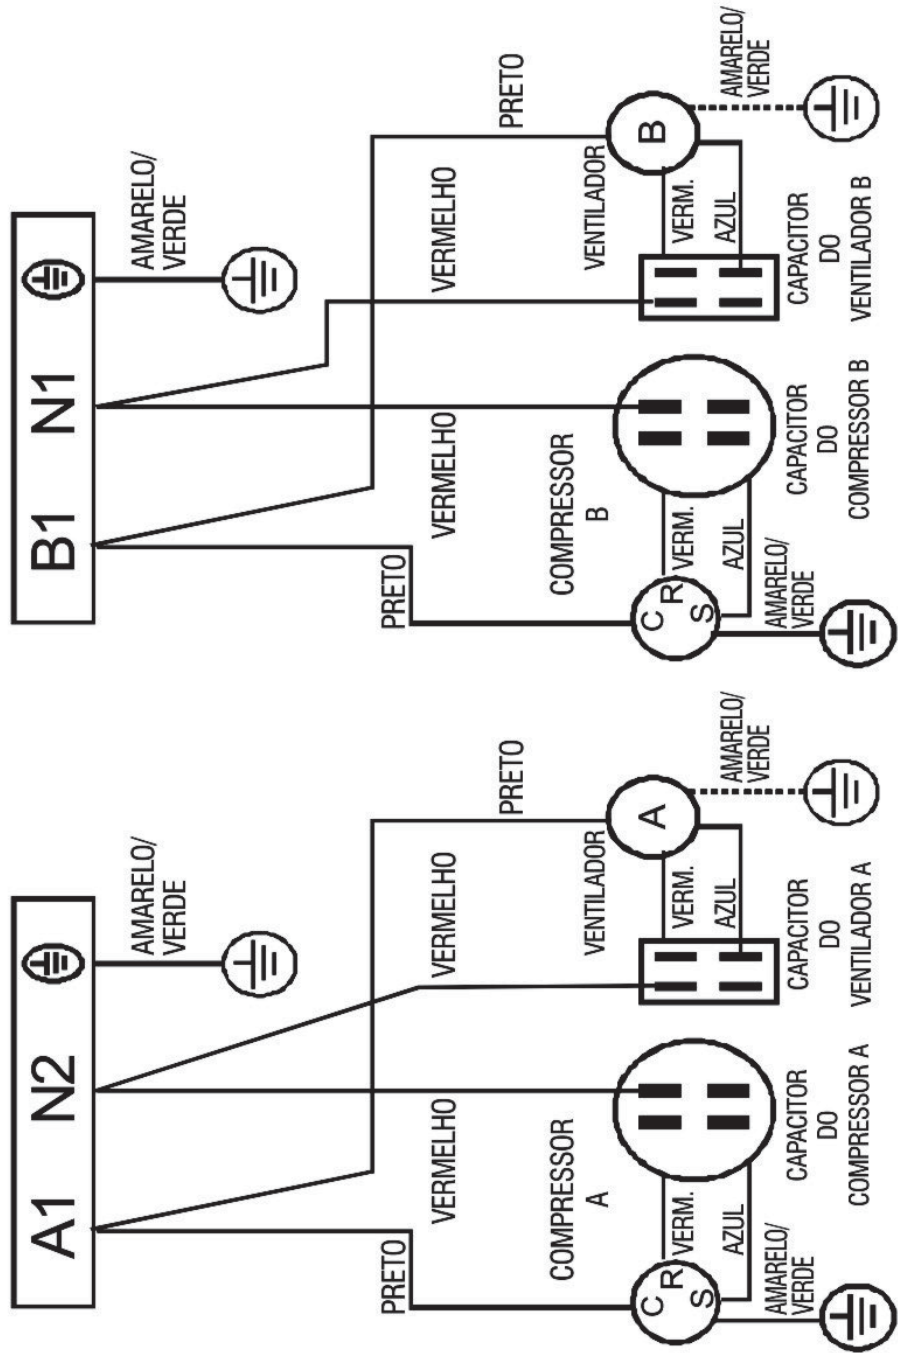 A1 N2
AMARELO/
VERDE
PRETO
VERMELHO
VERMELHO
PRETO
COMPRESSOR
A
VENTILADOR
A
C
R
S
VERM.
AZUL
VERM.
AZUL
AMARELO/
VERDE
AMARELO/
VERDE
CAPACITOR
DO
COMPRESSOR A
CAPACITOR
DO
VENTILADOR A
B1 N1
AMARELO/
VERDE
PRETO
VERMELHO
VERMELHO
PRETO
COMPRESSOR
B
VENTILADOR
B
C
R
S
VERM.
AZUL
VERM.
AZUL
AMARELO/
VERDE
AMARELO/
VERDE
CAPACITOR
DO
COMPRESSOR B
CAPACITOR
DO
VENTILADOR B